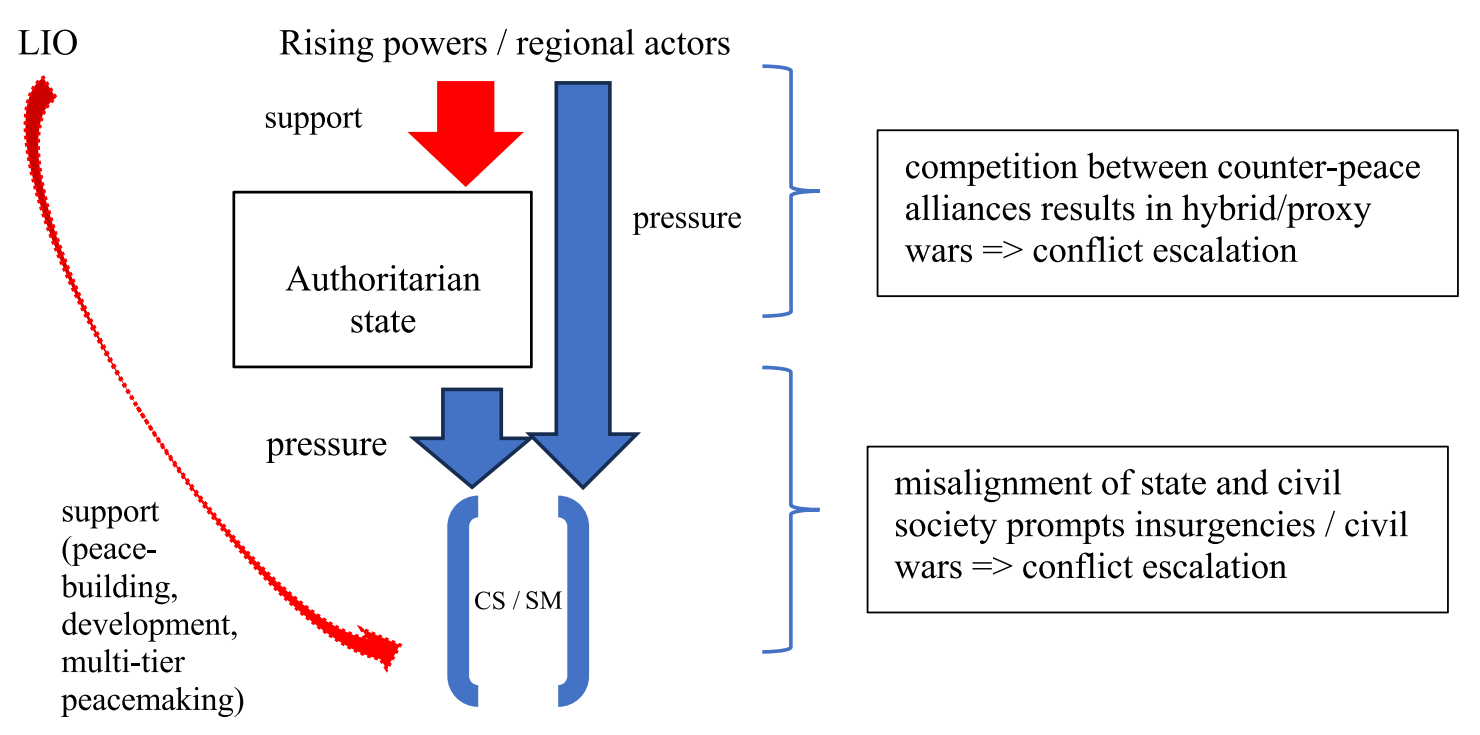 LIO
Rising powers / regional actors
support
pressure
Authoritarian
state
pressure
support
(peace-
building,
development,
multi-tier
peacemaking)
CS / SM
competition between counter-peace
alliances results in hybrid/proxy
wars => conflict escalation
misalignment of state and civil
society prompts insurgencies / civil
wars => conflict escalation